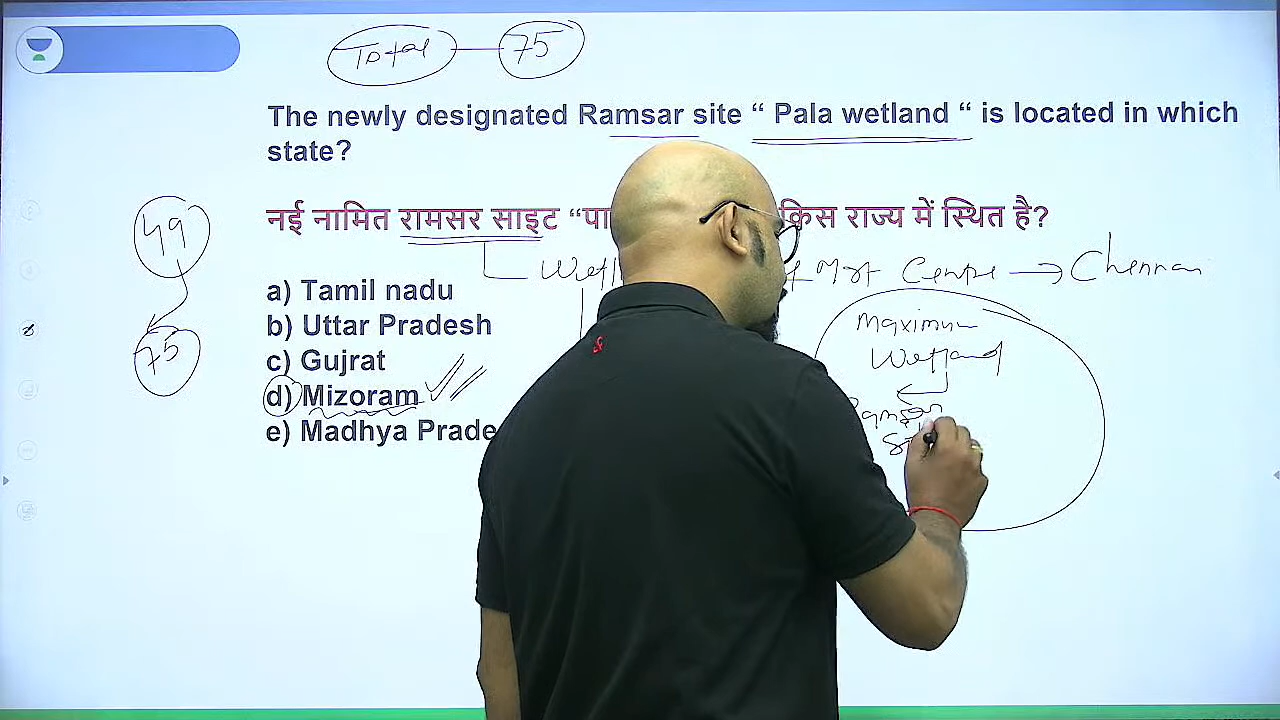 Total — 75
The newly designated Ramsar site “ Pala wetland “ is located in which
state?
49
नई नामित रामसर साइट “पा किस राज्य में स्थित है?
Centre → Chennai
a) Tamil nadu
b) Uttar Pradesh
c) Gujrat
d) Mizoram
e) Madhya Prade
75
Maximum
Wetland